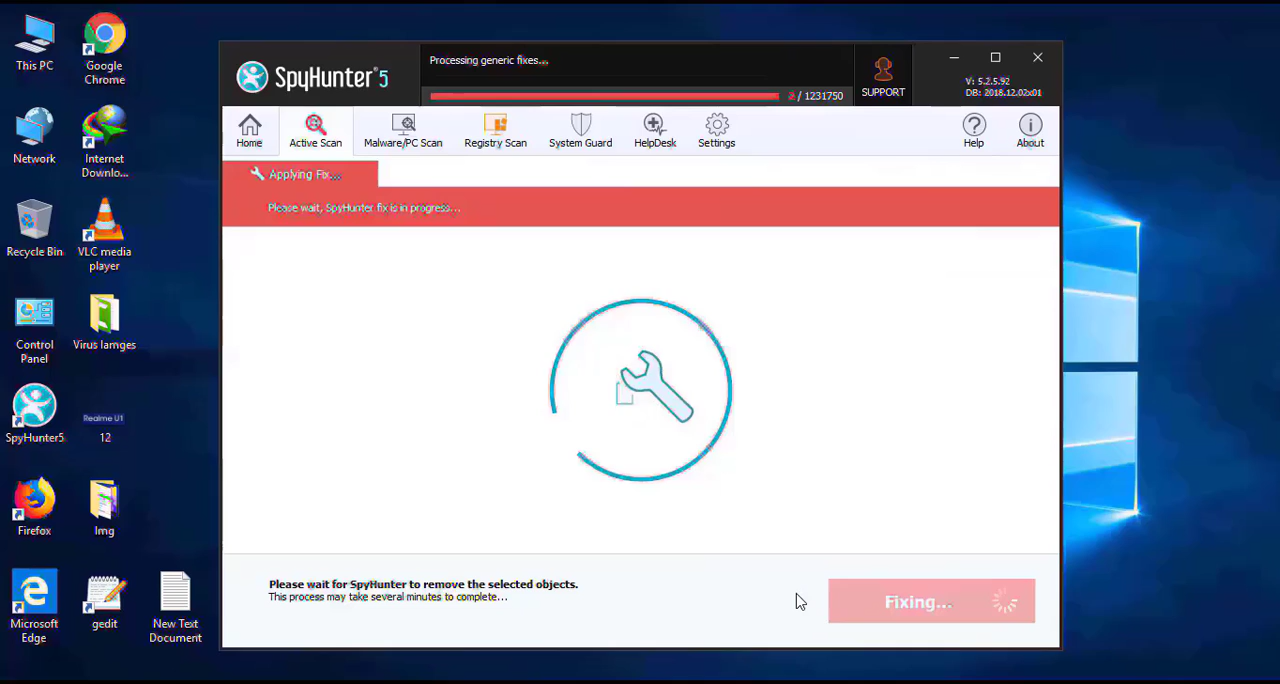 This PC
Google
Chrome
Network
Internet
Downlo...
Recycle Bin
VLC media
player
Control
Panel
Virus Iamges
SpyHunter5
Realme U1
12
Firefox
Img
Microsoft
Edge
gedit
New Text
Document
SpyHunter® 5
Processing generic fixes...
/ 1231750
SUPPORT
V: 5.2.5.92
DB: 2018.12.02x01
Home
Active Scan
Malware/PC Scan
Registry Scan
System Guard
HelpDesk
Settings
Help
About
Applying Fix...
Please wait, SpyHunter fix is in progress...
Please wait for SpyHunter to remove the selected objects.
This process may take several minutes to complete...
Fixing...